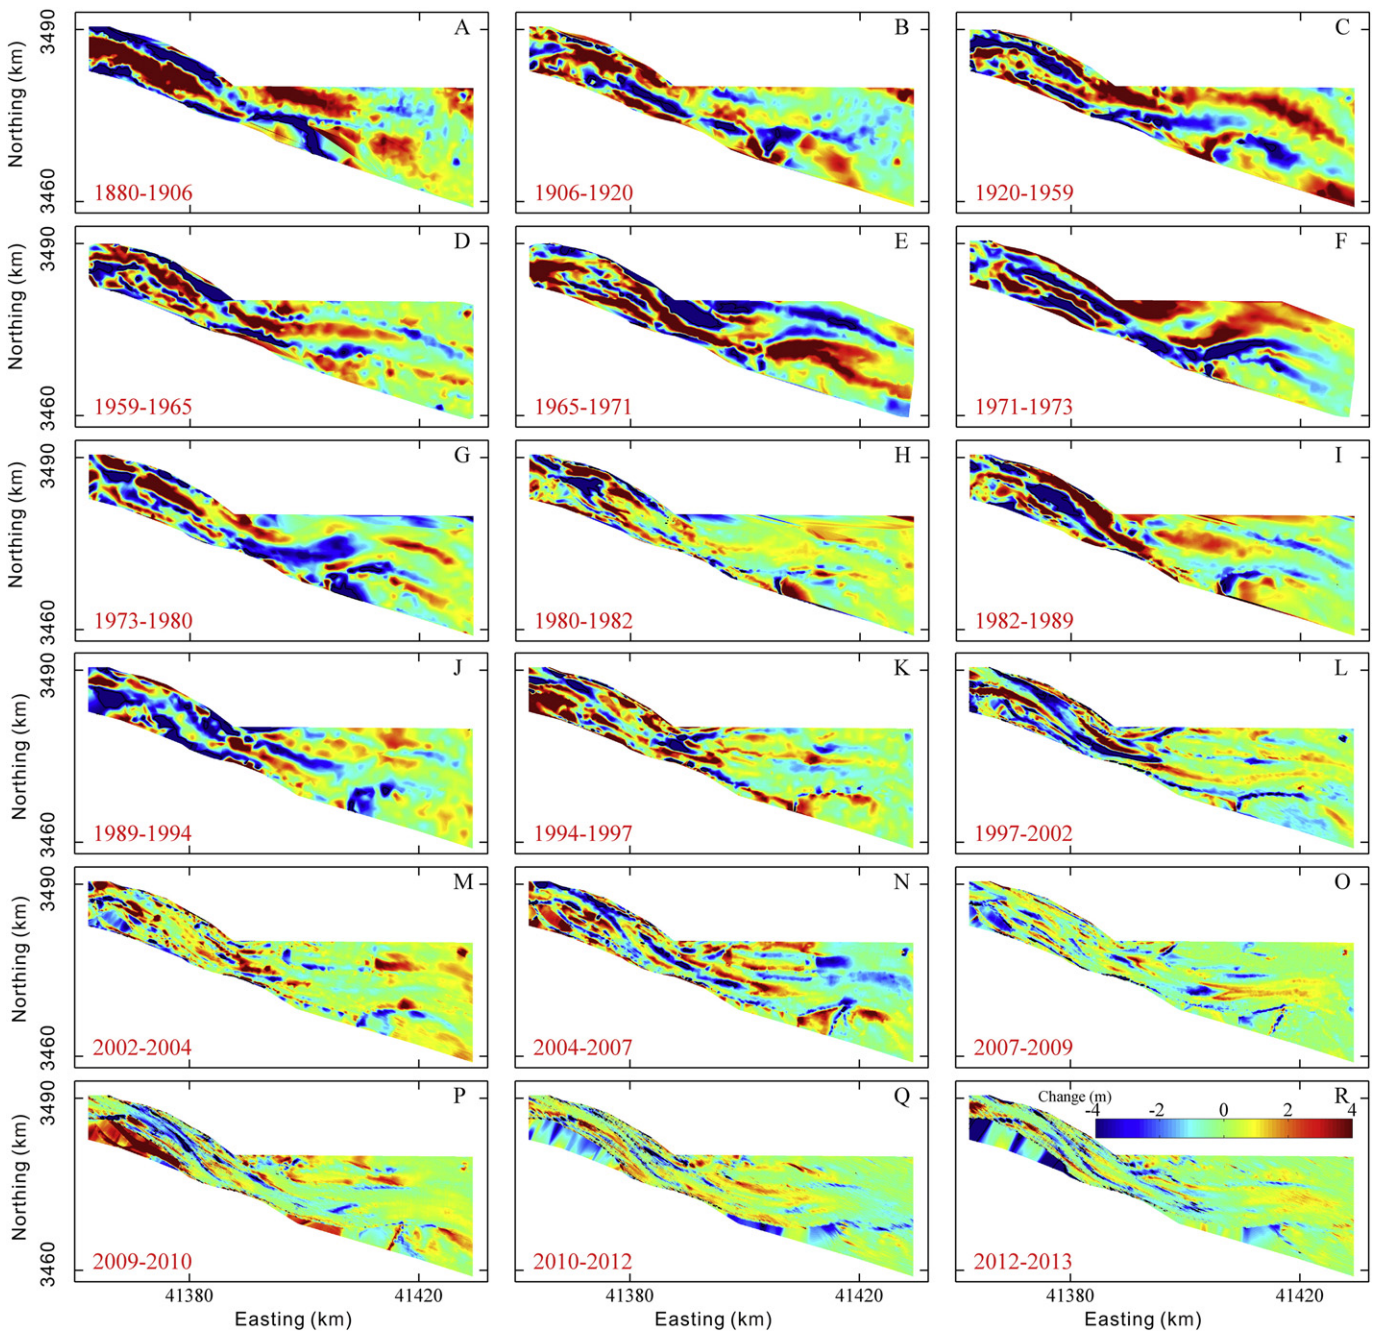 A
B
C
3490
Northing (km)
3460
1880-1906
1906-1920
1920-1959
D
E
F
3490
Northing (km)
3460
1959-1965
1965-1971
1971-1973
G
H
I
3490
Northing (km)
3460
1973-1980
1980-1982
1982-1989
J
K
L
3490
Northing (km)
3460
1989-1994
1994-1997
1997-2002
M
N
O
3490
Northing (km)
3460
2002-2004
2004-2007
2007-2009
P
Q
R
Change (m)
-4 -2 0 2 4
3490
Northing (km)
3460
2009-2010
2010-2012
2012-2013
41380 41420 41380 41420 41380 41420
Easting (km) Easting (km) Easting (km)